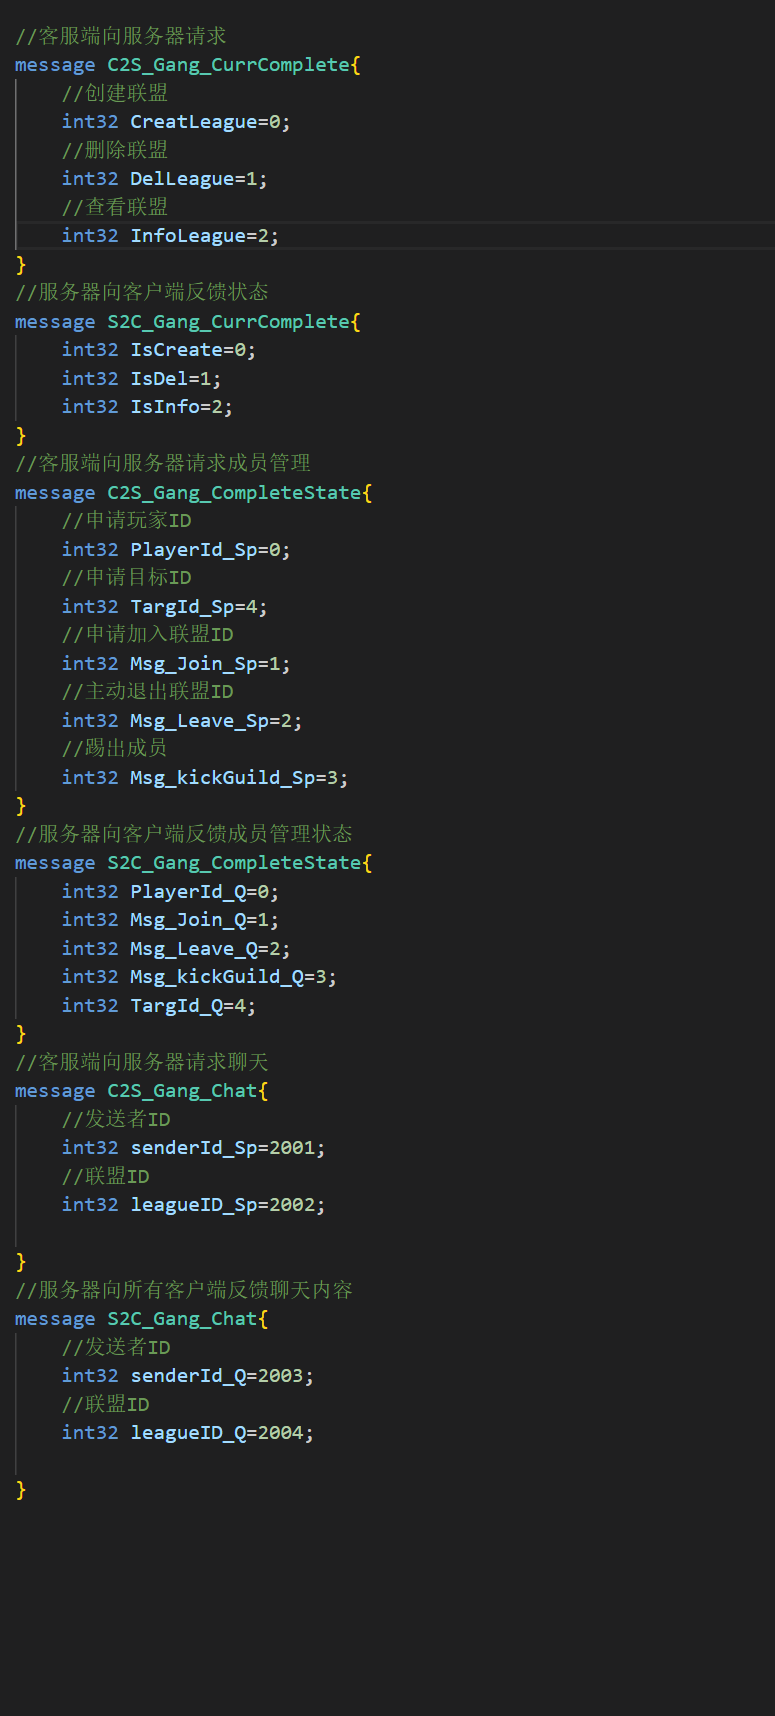 //客服端向服务器请求
message C2S_Gang_CurrComplete{
//创建联盟
int32 CreatLeague=0;
//删除联盟
int32 DelLeague=1;
//查看联盟
int32 InfoLeague=2;
}
//服务器向客户端反馈状态
message S2C_Gang_CurrComplete{
int32 IsCreate=0;
int32 IsDel=1;
int32 IsInfo=2;
}
//客服端向服务器请求成员管理
message C2S_Gang_CompleteState{
//申请玩家ID
int32 PlayerId_Sp=0;
//申请目标ID
int32 TargId_Sp=4;
//申请加入联盟ID
int32 Msg_Join_Sp=1;
//主动退出联盟ID
int32 Msg_Leave_Sp=2;
//踢出成员
int32 Msg_kickGuild_Sp=3;
}
//服务器向客户端反馈成员管理状态
message S2C_Gang_CompleteState{
int32 PlayerId_Q=0;
int32 Msg_Join_Q=1;
int32 Msg_Leave_Q=2;
int32 Msg_kickGuild_Q=3;
int32 TargId_Q=4;
}
//客服端向服务器请求聊天
message C2S_Gang_Chat{
//发送者ID
int32 senderId_Sp=2001;
//联盟ID
int32 leagueID_Sp=2002;
}
//服务器向所有客户端反馈聊天内容
message S2C_Gang_Chat{
//发送者ID
int32 senderId_Q=2003;
//联盟ID
int32 leagueID_Q=2004;
}